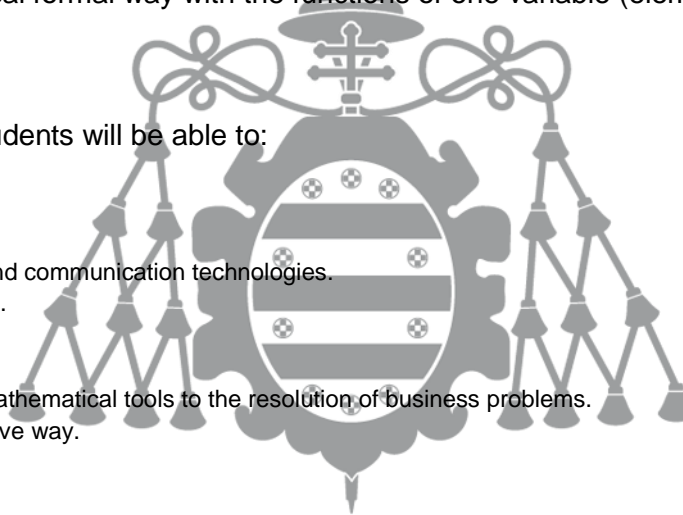 cal formal way with the functions of one variable (elem
udents will be able to:
nd communication technologies.
.
athematical tools to the resolution of business problems.
ve way.